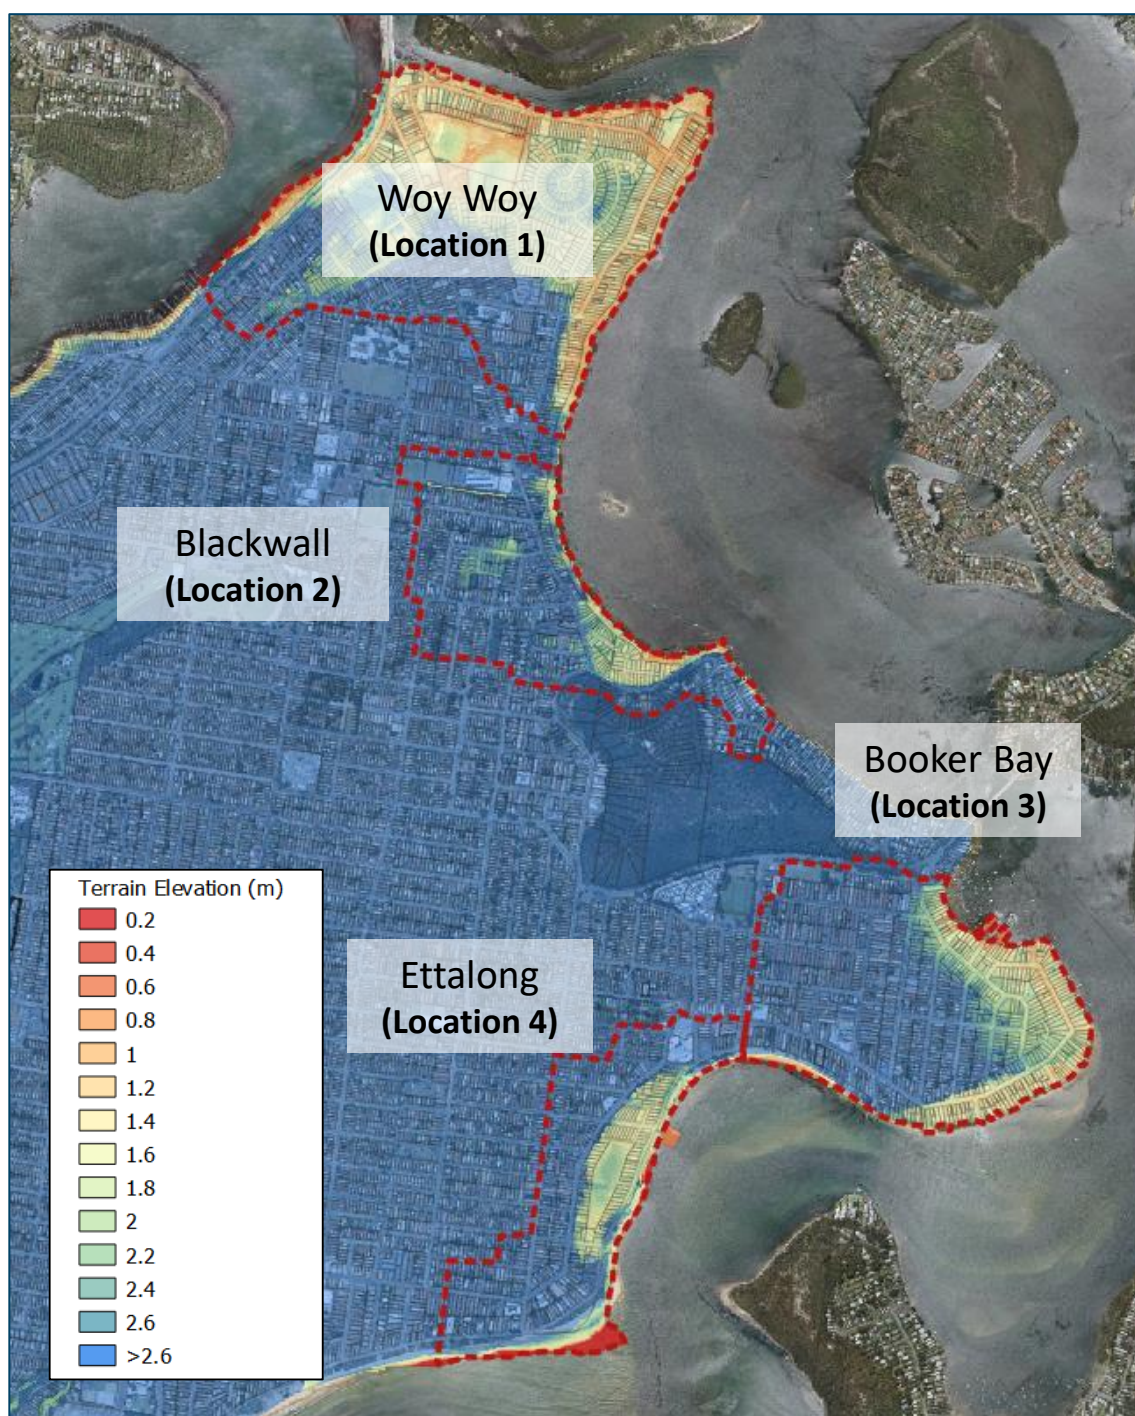 Woy Woy
(Location 1)
Blackwall
(Location 2)
Booker Bay
(Location 3)
Ettalong
(Location 4)
Terrain Elevation (m)
0.2
0.4
0.6
0.8
1
1.2
1.4
1.6
1.8
2
2.2
2.4
2.6
>2.6